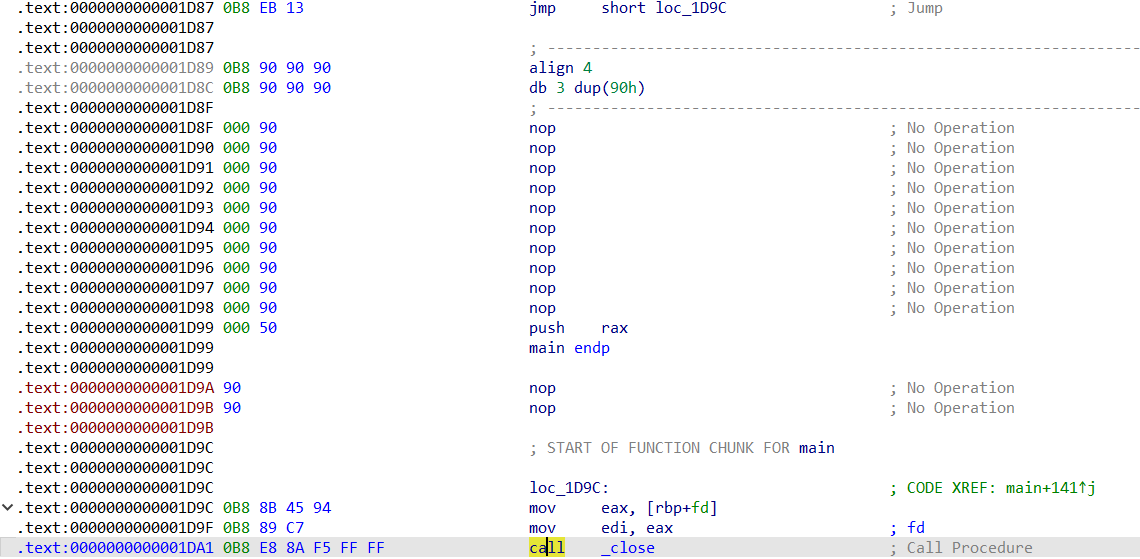 .text:0000000000001D87 0B8 EB 13 jmp short loc_1D9C ; Jump
.text:0000000000001D87
.text:0000000000001D87 ; ------------------------------------------------------------------
.text:0000000000001D89 0B8 90 90 90 align 4
.text:0000000000001D8C 0B8 90 90 90 db 3 dup(90h)
.text:0000000000001D8F ; ------------------------------------------------------------------
.text:0000000000001D8F 000 90 nop ; No Operation
.text:0000000000001D90 000 90 nop ; No Operation
.text:0000000000001D91 000 90 nop ; No Operation
.text:0000000000001D92 000 90 nop ; No Operation
.text:0000000000001D93 000 90 nop ; No Operation
.text:0000000000001D94 000 90 nop ; No Operation
.text:0000000000001D95 000 90 nop ; No Operation
.text:0000000000001D96 000 90 nop ; No Operation
.text:0000000000001D97 000 90 nop ; No Operation
.text:0000000000001D98 000 90 nop ; No Operation
.text:0000000000001D99 000 50 push rax
.text:0000000000001D99 main endp
.text:0000000000001D99
.text:0000000000001D9A 90 nop ; No Operation
.text:0000000000001D9B 90 nop ; No Operation
.text:0000000000001D9B
.text:0000000000001D9C ; START OF FUNCTION CHUNK FOR main
.text:0000000000001D9C
.text:0000000000001D9C loc_1D9C: ; CODE XREF: main+141↑j
.text:0000000000001D9C 0B8 8B 45 94 mov eax, [rbp+fd]
.text:0000000000001D9F 0B8 89 C7 mov edi, eax ; fd
.text:0000000000001DA1 0B8 E8 8A F5 FF FF call _close ; Call Procedure